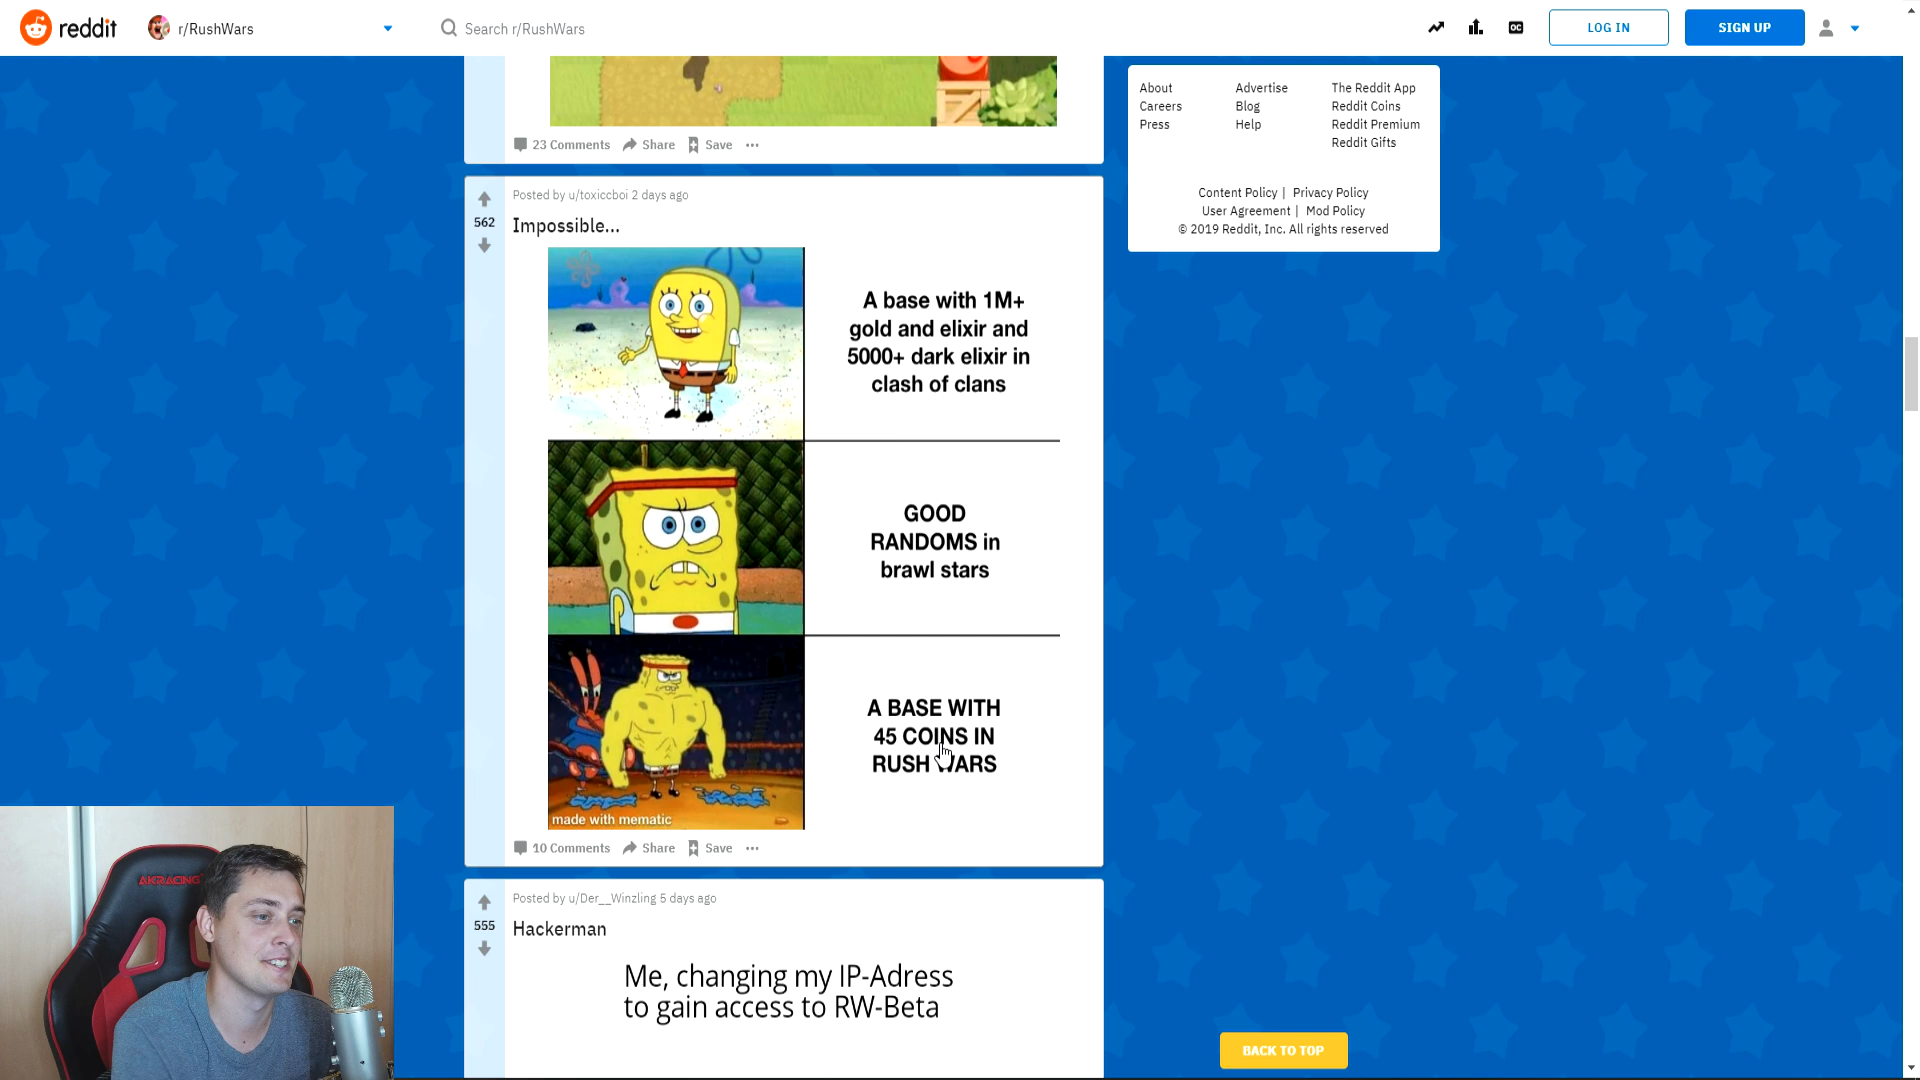 reddit
r/RushWars
Search r/RushWars
LOG IN
SIGN UP
23 Comments
Share
Save
About
Careers
Press
Advertise
Blog
Help
The Reddit App
Reddit Coins
Reddit Premium
Reddit Gifts
Content Policy | Privacy Policy
User Agreement | Mod Policy
© 2019 Reddit, Inc. All rights reserved
Posted by u/toxiccboi 2 days ago
562
Impossible...
A base with 1M+
gold and elixir and
5000+ dark elixir in
clash of clans
GOOD
RANDOMS in
brawl stars
A BASE WITH
45 COINS IN
RUSH WARS
made with mematic
10 Comments
Share
Save
Posted by u/Der__Winzling 5 days ago
555
Hackerman
Me, changing my IP-Adress
to gain access to RW-Beta
AKRACING
BACK TO TOP